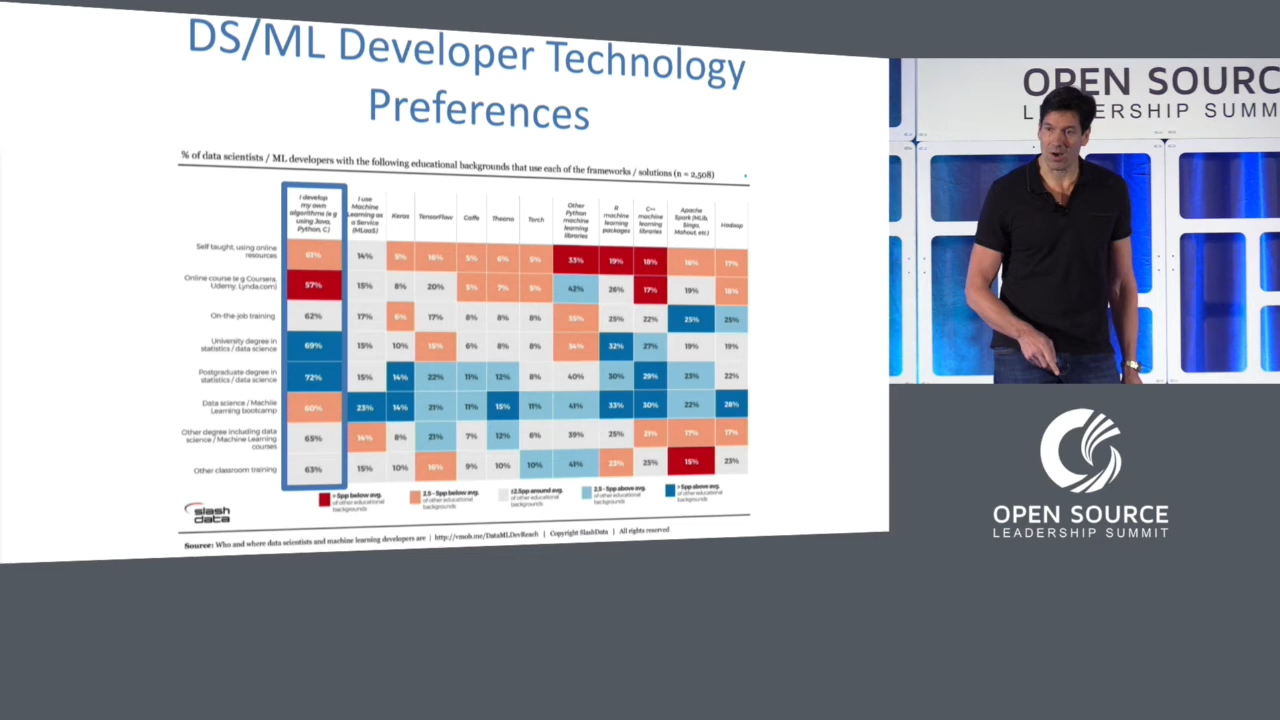 DS/ML Developer Technology
Preferences
% of data scientists / ML developers with the following educational backgrounds that use each of the frameworks / solutions (n = 2,508)
I develop my own algorithms (e.g using Java, Python, C)
I use Machine Learning as a Service (MLaaS)
Keras
TensorFlow
Caffe
Theano
Torch
Other Python machine learning libraries
R machine learning packages
C++ machine learning libraries
Apache Spark (MLib, Singa, Mahout, etc)
Hadoop
Self taught, using online resources 61% 14% 5% 16% 5% 6% 5% 33% 19% 18% 16% 17%
Online course (e.g Coursera, Udemy, Lynda.com) 57% 15% 8% 20% 5% 7% 5% 42% 26% 17% 19% 18%
On-the-job training 62% 17% 6% 17% 8% 8% 8% 35% 25% 22% 25% 25%
University degree in statistics / data science 69% 15% 10% 15% 6% 8% 8% 34% 32% 27% 19% 19%
Postgraduate degree in statistics / data science 72% 15% 14% 22% 11% 12% 8% 40% 30% 29% 23% 22%
Data science / Machile Learning bootcamp 60% 23% 14% 21% 11% 15% 11% 41% 33% 30% 22% 28%
Other degree including data science / Machine Learning courses 65% 14% 8% 21% 7% 12% 6% 39% 25% 21% 17% 17%
Other classroom training 63% 15% 10% 16% 9% 10% 10% 41% 23% 25% 15% 23%
> 5pp below avg. of other educational backgrounds
2.5 - 5pp below avg. of other educational backgrounds
±2.5pp around avg. of other educational backgrounds
2.5 - 5pp above avg. of other educational backgrounds
> 5pp above avg. of other educational backgrounds
slash
data
Source: Who and where data scientists and machine learning developers are | http://vmob.me/DataMLDevReach | Copyright SlashData | All rights reserved
OPEN SOURC
LEADERSHIP SUMM
OPEN SOURCE
LEADERSHIP SUMMIT